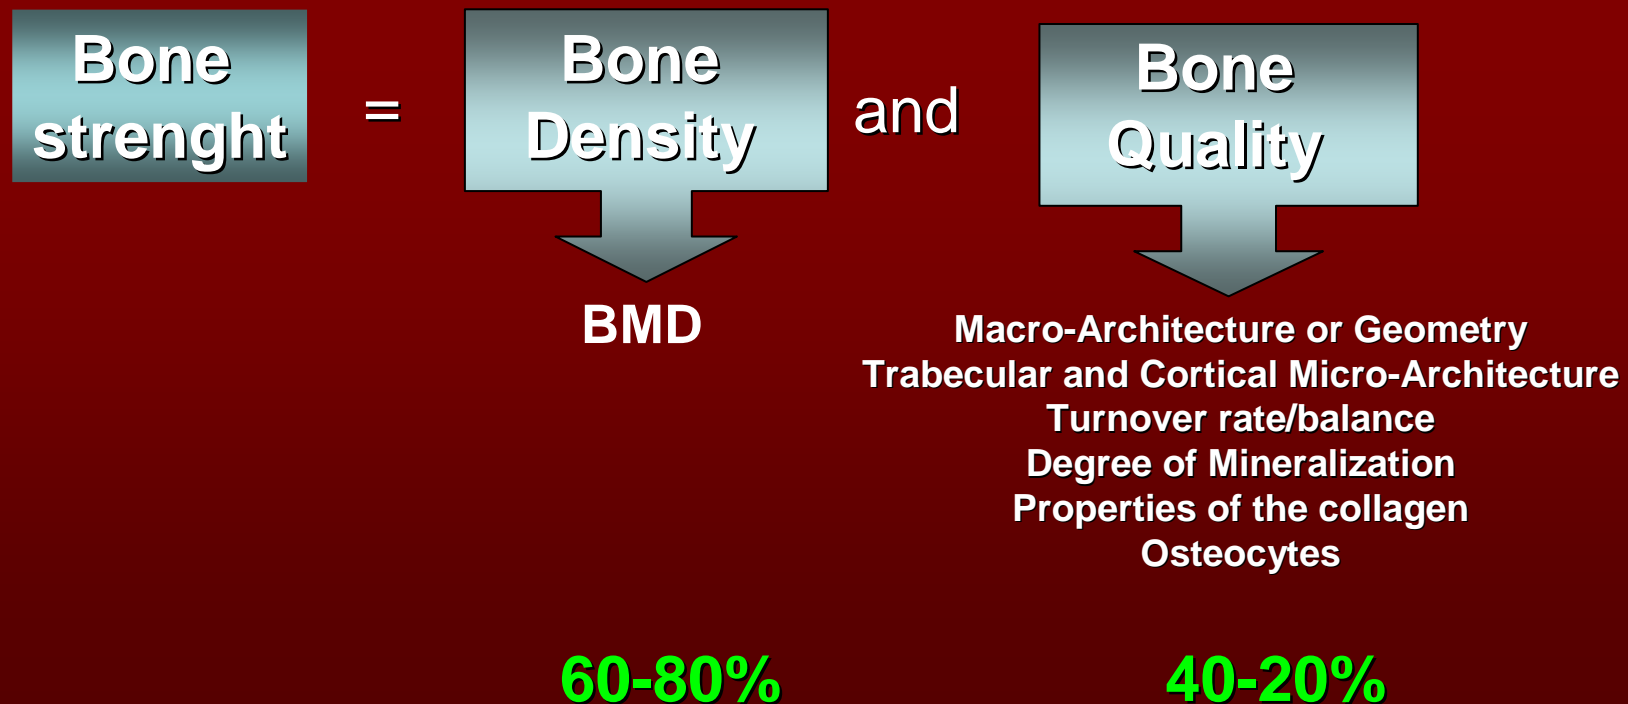 Bone
strenght
=
Bone
Density
and
Bone
Quality
BMD
Macro-Architecture or Geometry
Trabecular and Cortical Micro-Architecture
Turnover rate/balance
Degree of Mineralization
Properties of the collagen
Osteocytes
60-80%
40-20%